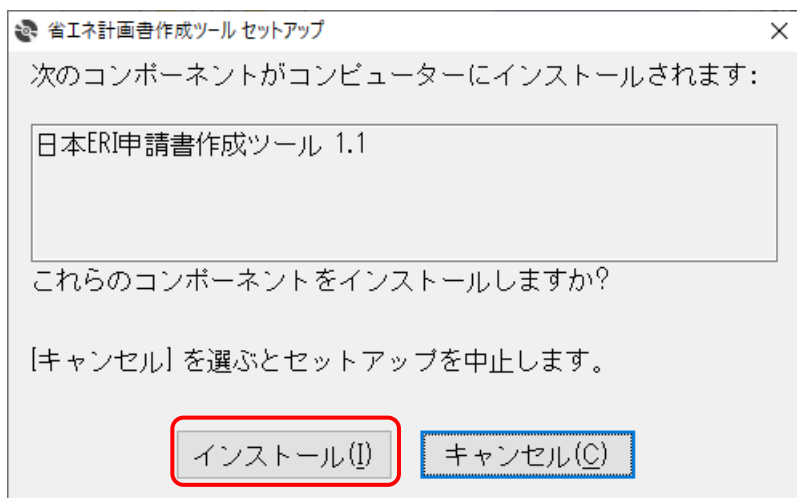 省エネ計画書作成ツール セットアップ
次のコンポーネントがコンピューターにインストールされます:
日本ERI申請書作成ツール 1.1
これらのコンポーネントをインストールしますか?
[キャンセル] を選ぶとセットアップを中止します。
インストール(I) キャンセル(C)